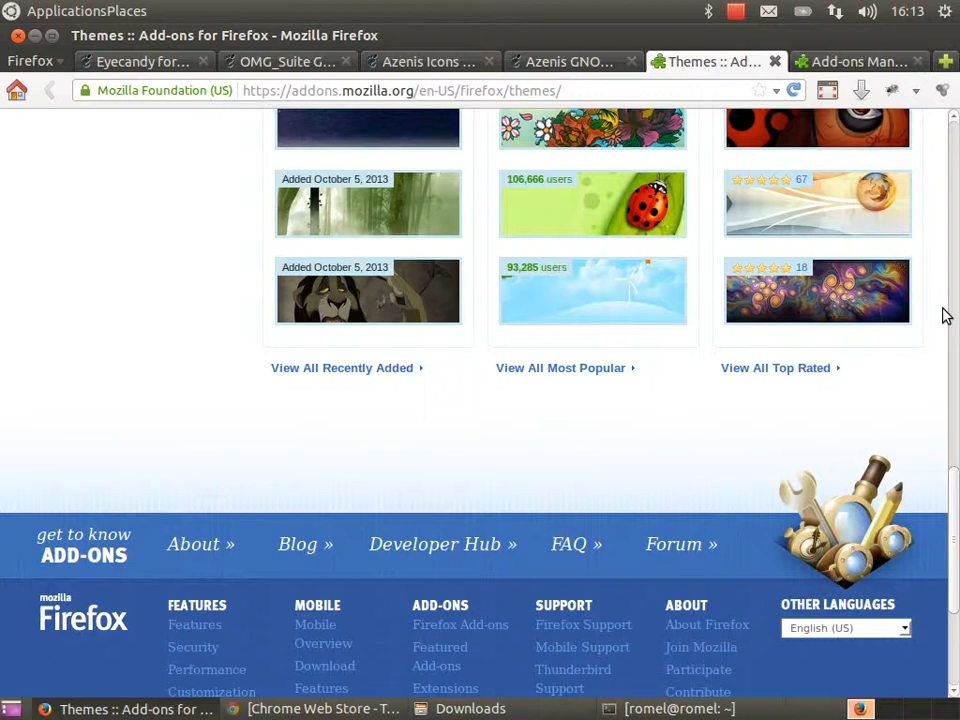 ApplicationsPlaces 16:13
Themes :: Add-ons for Firefox - Mozilla Firefox
Firefox Eyecandy for... OMG_Suite G... Azenis Icons ... Azenis GNO... Themes :: Ad... Add-ons Man...
Mozilla Foundation (US) https://addons.mozilla.org/en-US/firefox/themes/
Added October 5, 2013 106,666 users 67
Added October 5, 2013 93,285 users 18
View All Recently Added View All Most Popular View All Top Rated
get to know
ADD-ONS About » Blog » Developer Hub » FAQ » Forum »
mozilla
Firefox
FEATURES
Features
Security
Performance
Customization
MOBILE
Mobile
Overview
Download
Features
ADD-ONS
Firefox Add-ons
Featured
Add-ons
Extensions
SUPPORT
Firefox Support
Mobile Support
Thunderbird
Support
ABOUT
About Firefox
Join Mozilla
Participate
Contribute
OTHER LANGUAGES
English (US)
Themes :: Add-ons for ... [Chrome Web Store - T... Downloads [romel@romel: ~]